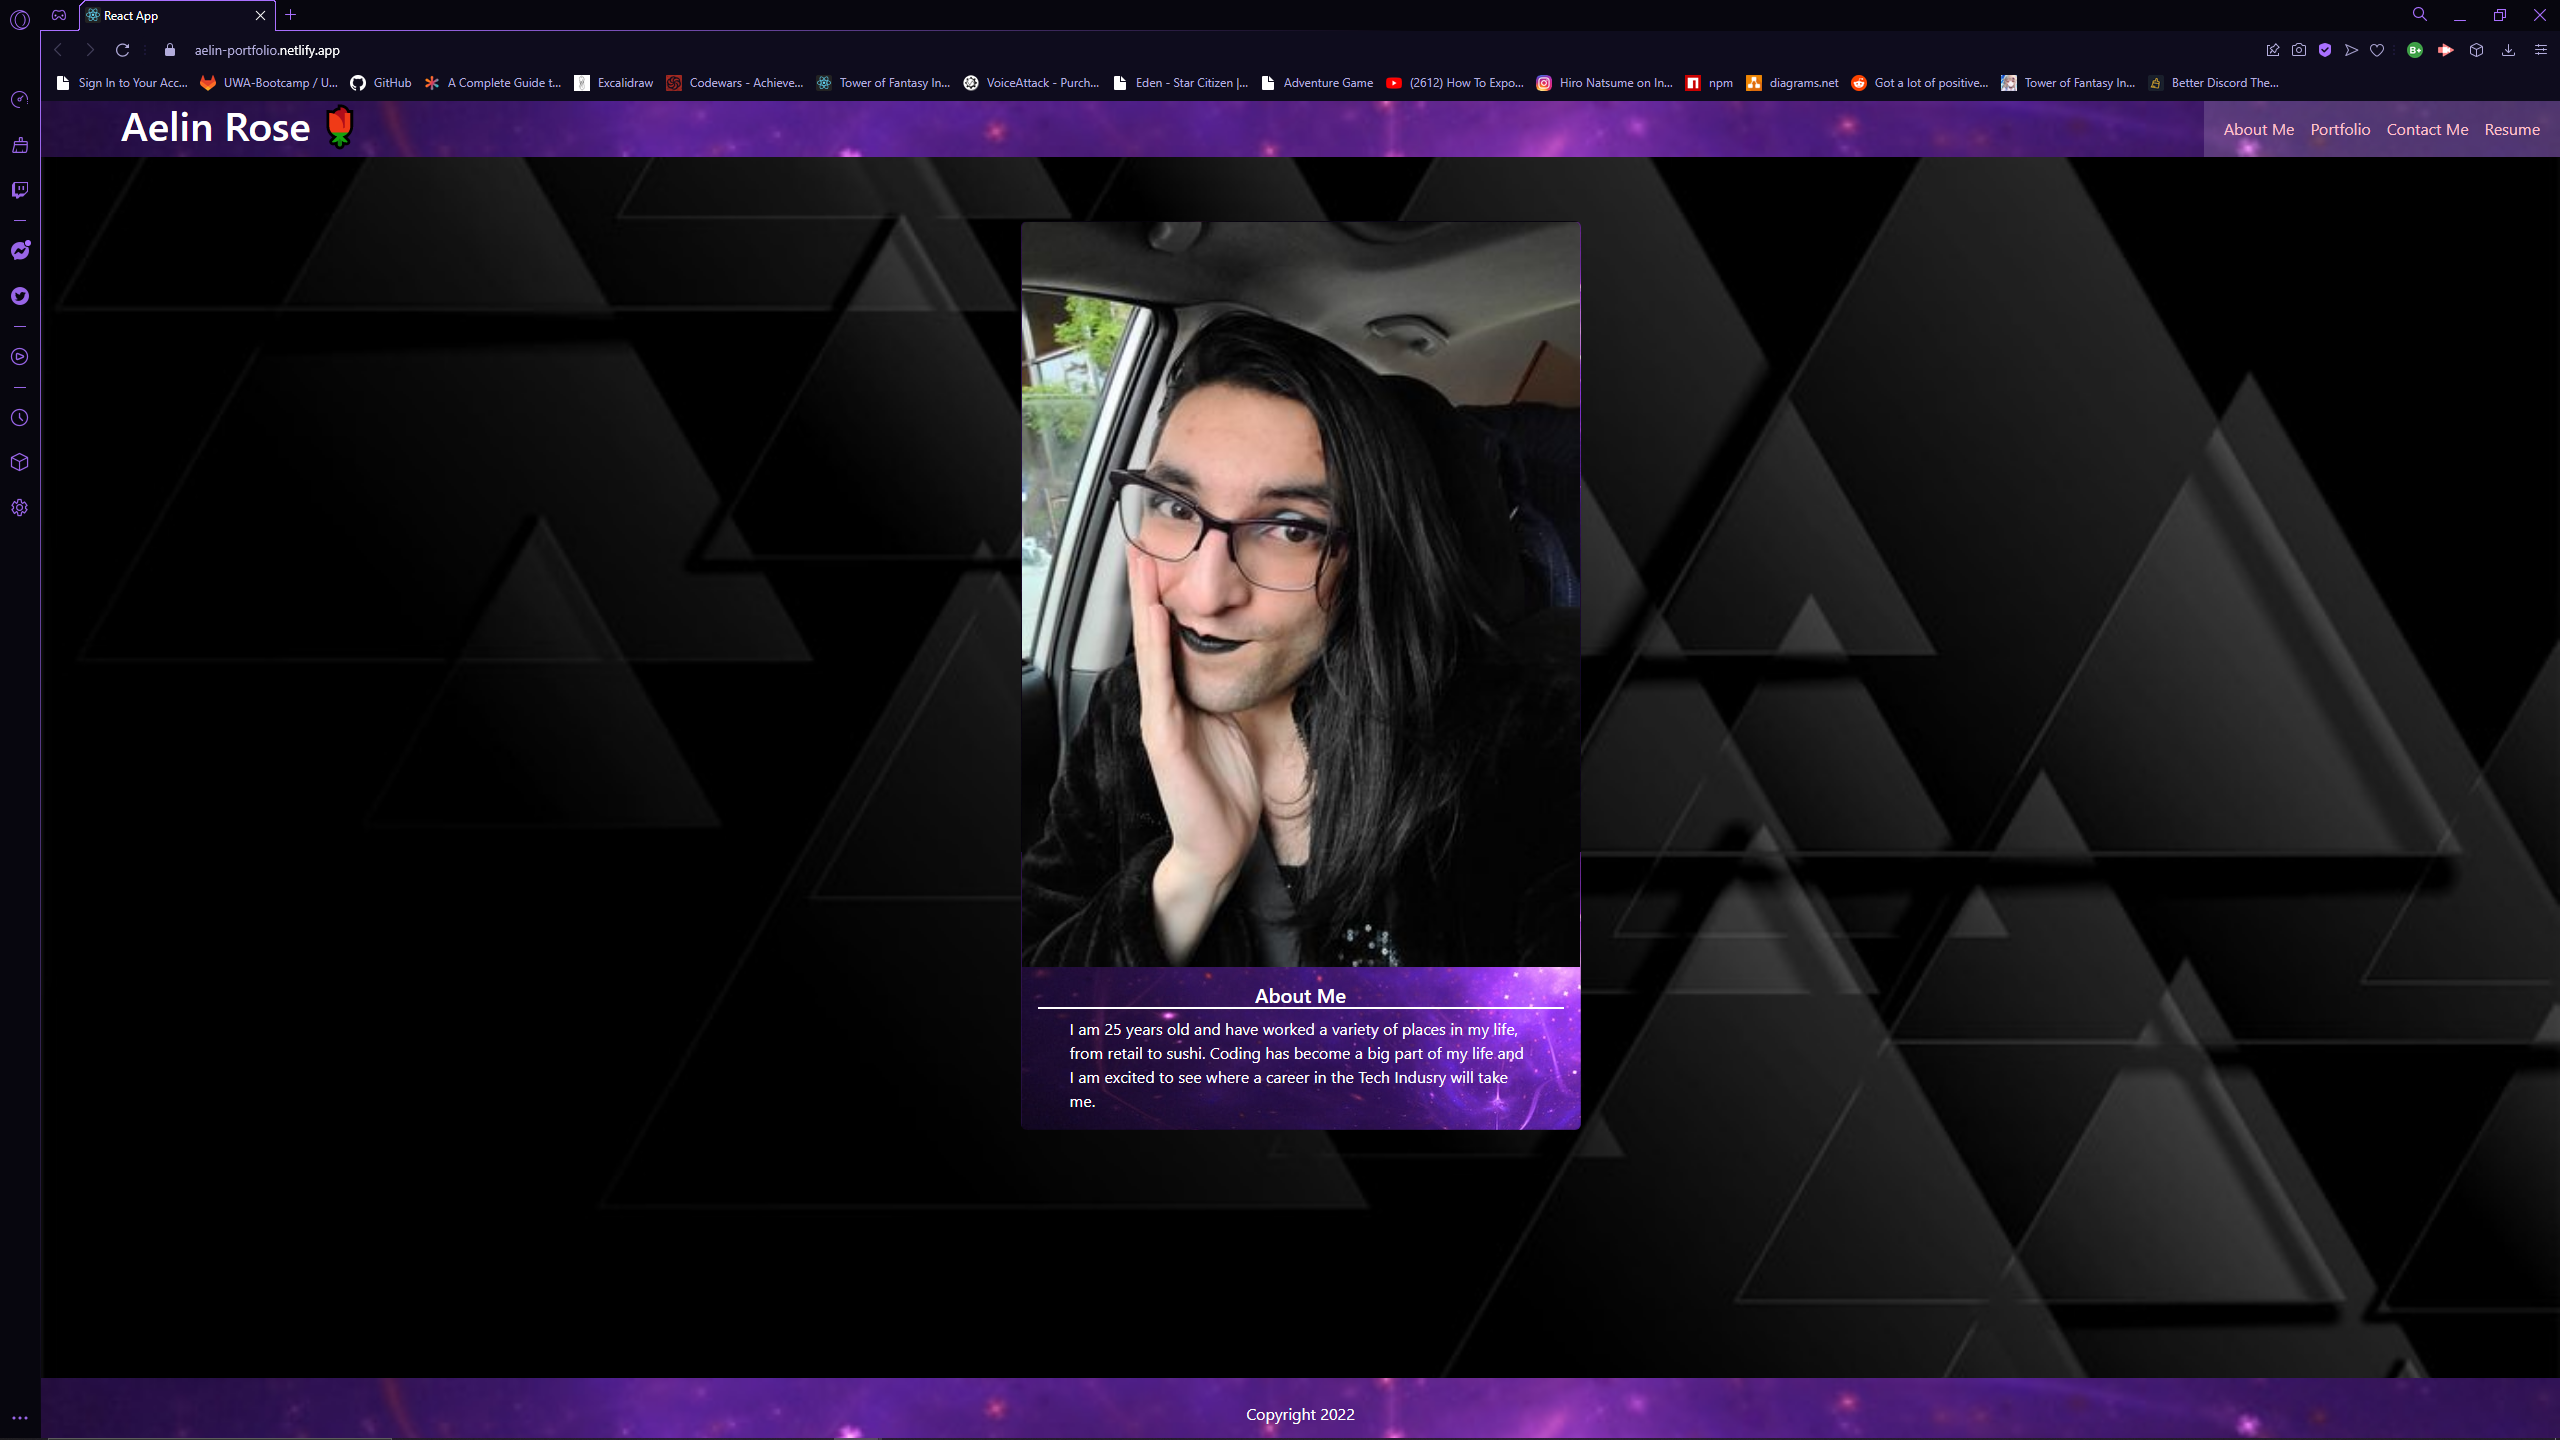 React App
aelin-portfolio.netlify.app
Sign In to Your Acc... UWA-Bootcamp / U... GitHub A Complete Guide t... Excalidraw Codewars - Achieve... Tower of Fantasy In... VoiceAttack - Purch... Eden - Star Citizen |... Adventure Game (2612) How To Expo... Hiro Natsume on In... npm diagrams.net Got a lot of positive... Tower of Fantasy In... Better Discord The...
Aelin Rose
About Me Portfolio Contact Me Resume
About Me
I am 25 years old and have worked a variety of places in my life,
from retail to sushi. Coding has become a big part of my life and
I am excited to see where a career in the Tech Indusry will take
me.
Copyright 2022